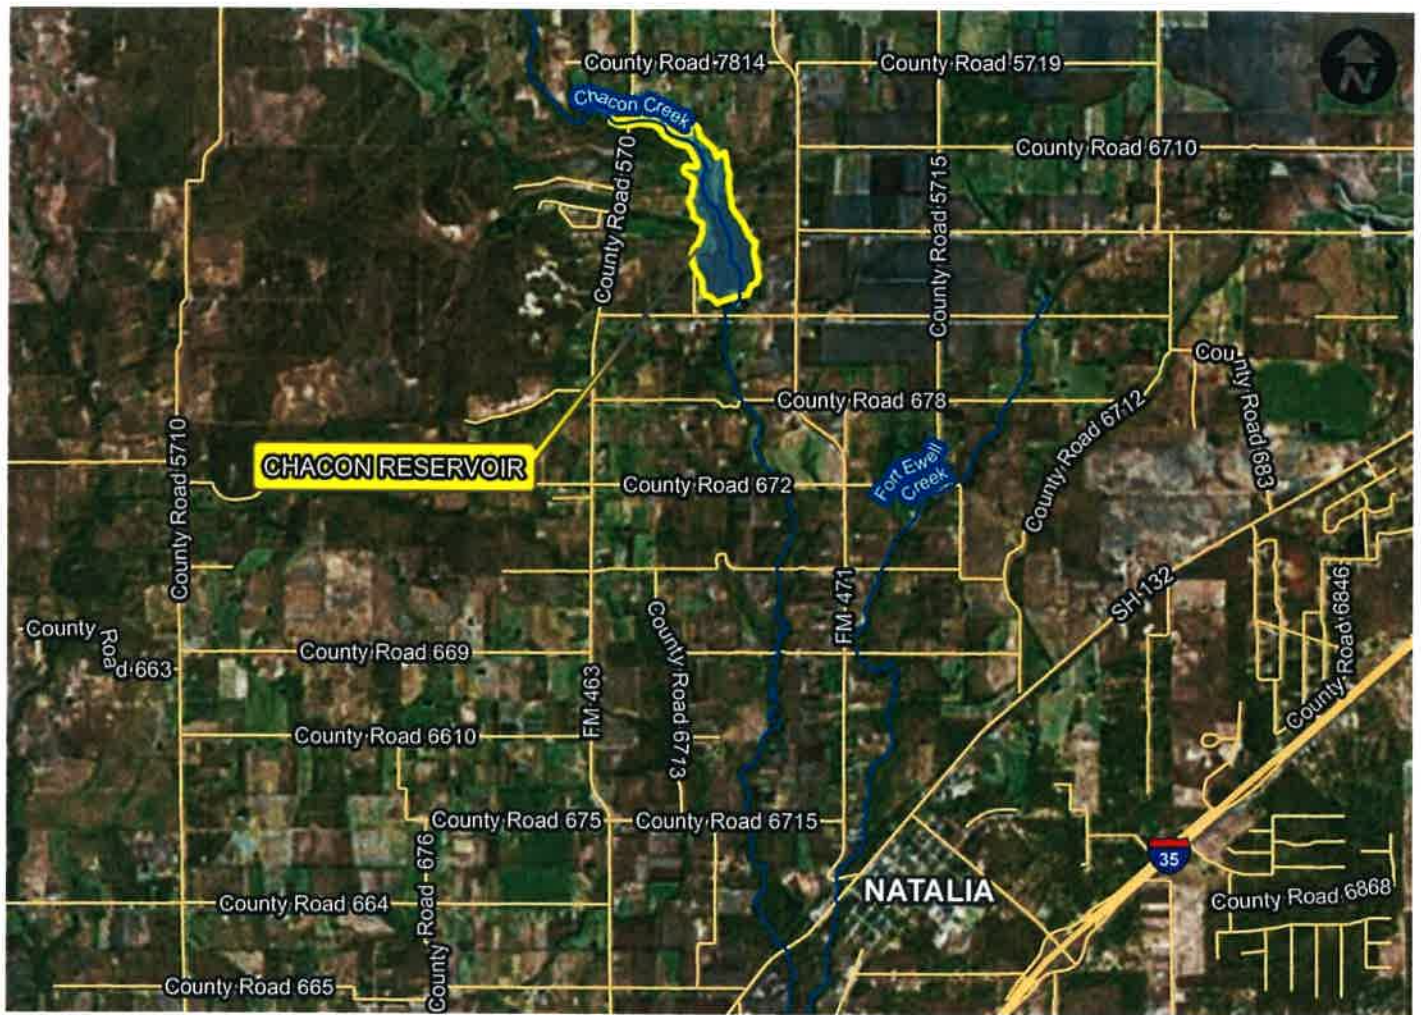 County Road 7814
County Road 5719
N
Chacon Creek
County Road 6710
County Road 570
County Road 5715
County Road 678
County Road 683
County Road 6712
CHACON RESERVOIR
County Road 5710
County Road 672
Fort Ewell
Creek
SH 132
FM 471
County Road 6846
County Road 663
County Road 669
County Road 6713
FM 463
County Road
County Road 6610
County Road 675
County Road 6715
County Road 676
35
NATALIA
County Road 664
County Road 6868
County Road 665
County Road